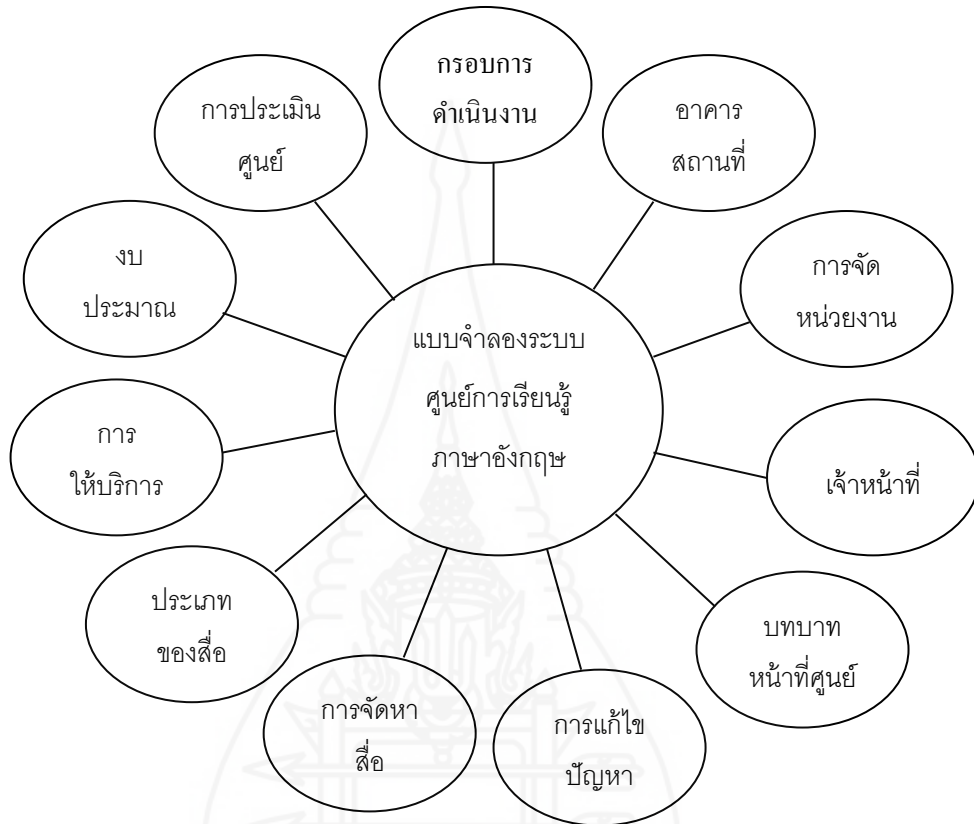 กรอบการ
ดำเนินงาน
อาคาร
สถานที่
การจัด
หน่วยงาน
เจ้าหน้าที่
บทบาท
หน้าที่ศูนย์
การแก้ไข
ปัญหา
การจัดหา
สื่อ
ประเภท
ของสื่อ
การ
ให้บริการ
งบ
ประมาณ
การประเมิน
ศูนย์
แบบจำลองระบบ
ศูนย์การเรียนรู้
ภาษาอังกฤษ